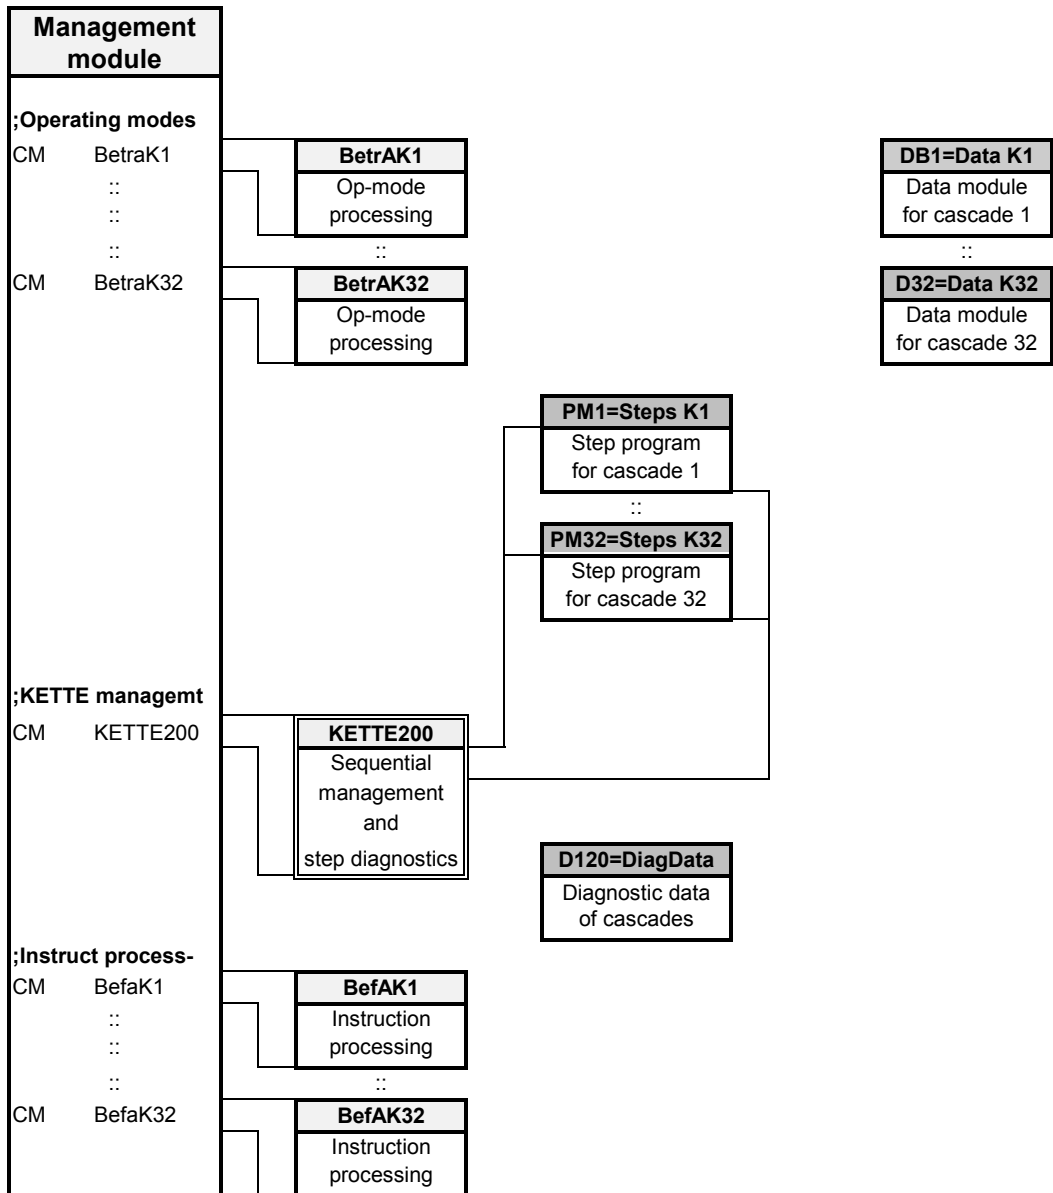 Management
module
;Operating modes
CM BetraK1
::
::
::
CM BetraK32
BetrAK1
Op-mode
processing
::
BetrAK32
Op-mode
processing
DB1=Data K1
Data module
for cascade 1
::
D32=Data K32
Data module
for cascade 32
PM1=Steps K1
Step program
for cascade 1
::
PM32=Steps K32
Step program
for cascade 32
;KETTE managemt
CM KETTE200
KETTE200
Sequential
management
and
step diagnostics
D120=DiagData
Diagnostic data
of cascades
;Instruct process-
CM BefaK1
::
::
::
CM BefaK32
BefAK1
Instruction
processing
::
BefAK32
Instruction
processing